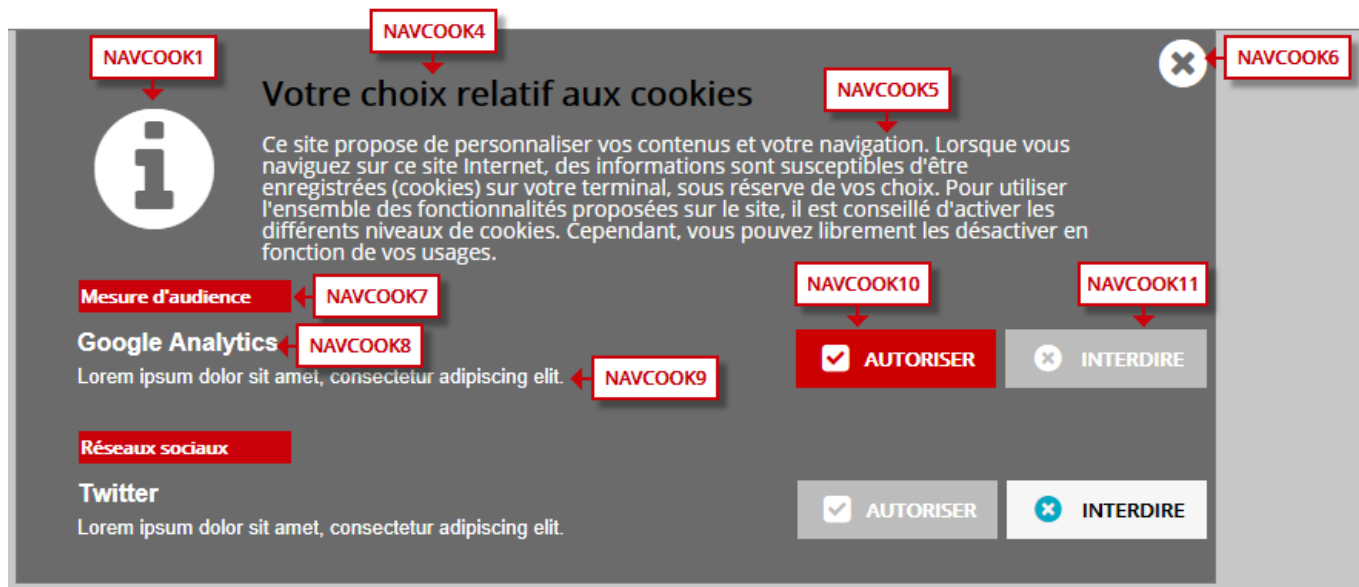 NAVCOOK4
NAVCOOK1
NAVCOOK6
Votre choix relatif aux cookies
NAVCOOK5
Ce site propose de personnaliser vos contenus et votre navigation. Lorsque vous
naviguez sur ce site Internet, des informations sont susceptibles d'être
enregistrées (cookies) sur votre terminal, sous réserve de vos choix. Pour utiliser
l'ensemble des fonctionnalités proposées sur le site, il est conseillé d'activer les
différents niveaux de cookies. Cependant, vous pouvez librement les désactiver en
fonction de vos usages.
NAVCOOK10
NAVCOOK11
Mesure d'audience
NAVCOOK7
Google Analytics
NAVCOOK8
AUTORISER
INTERDIRE
Lorem ipsum dolor sit amet, consectetur adipiscing elit.
NAVCOOK9
Réseaux sociaux
Twitter
AUTORISER
INTERDIRE
Lorem ipsum dolor sit amet, consectetur adipiscing elit.